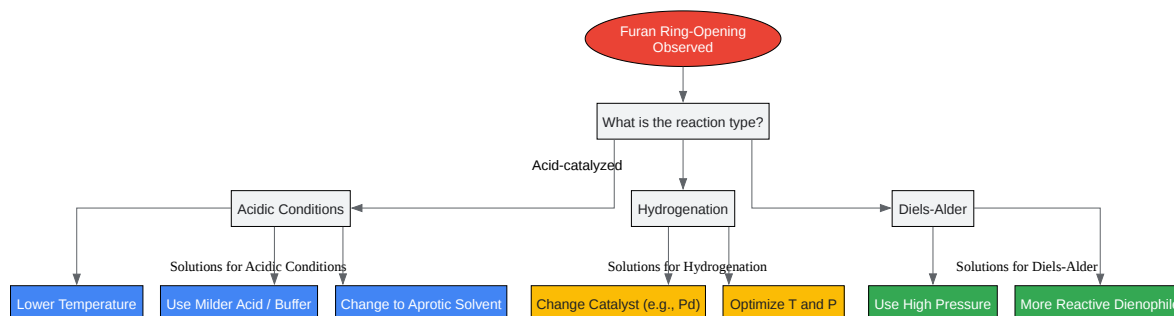 Furan Ring-Opening
Observed
What is the reaction type?
Acid-catalyzed
Acidic Conditions
Hydrogenation
Diels-Alder
Solutions for Acidic Conditions
Solutions for Hydrogenation
Solutions for Diels-Alder
Lower Temperature
Use Milder Acid / Buffer
Change to Aprotic Solvent
Change Catalyst (e.g., Pd)
Optimize T and P
Use High Pressure
More Reactive Dienophile